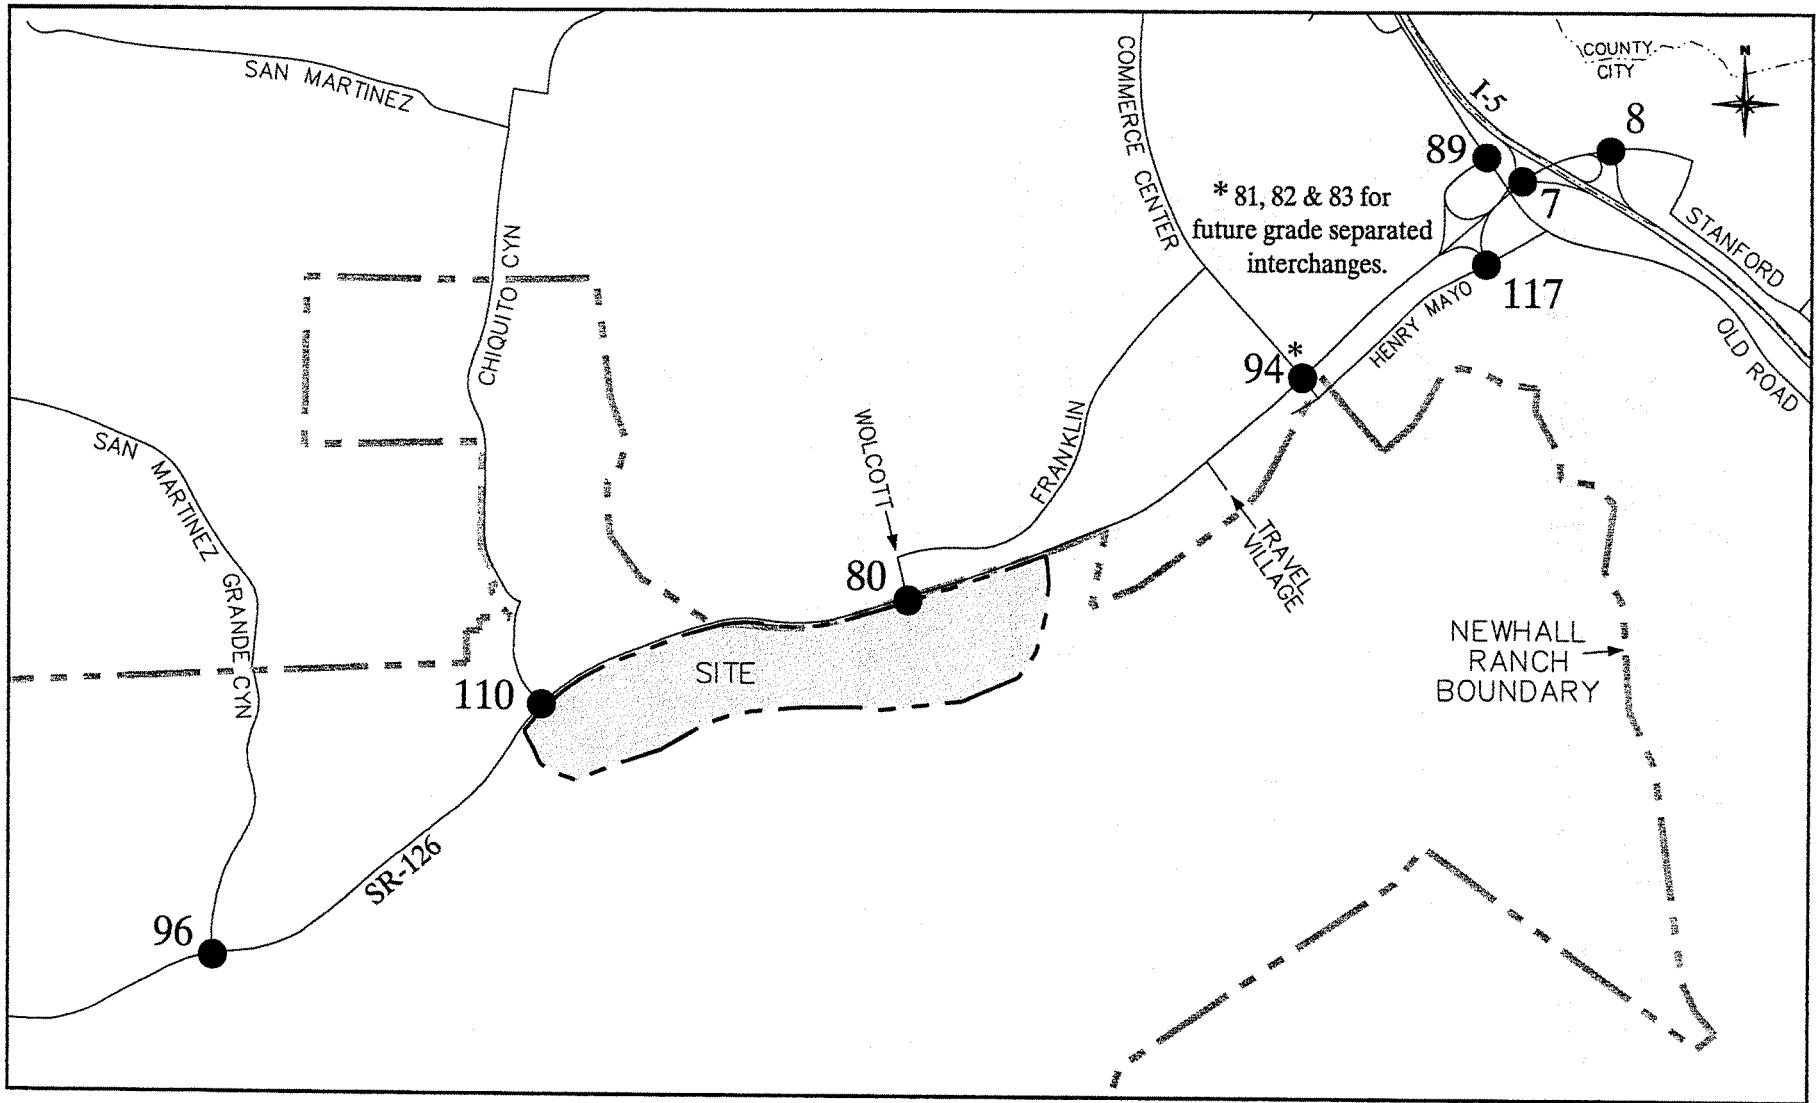 SAN MARTINEZ
COMMERCE CENTER
COUNTY
CITY
N
I-5
8
89
7
* 81, 82 & 83 for
future grade separated
interchanges.
STANFORD
117
HENRY MAYO
OLD ROAD
94 *
CHIQUITO CYN
SAN MARTINEZ GRANDE CYN
WOLCOTT
FRANKLIN
TRAVEL
VILLAGE
80
SITE
110
NEWHALL
RANCH
BOUNDARY
SR-126
96